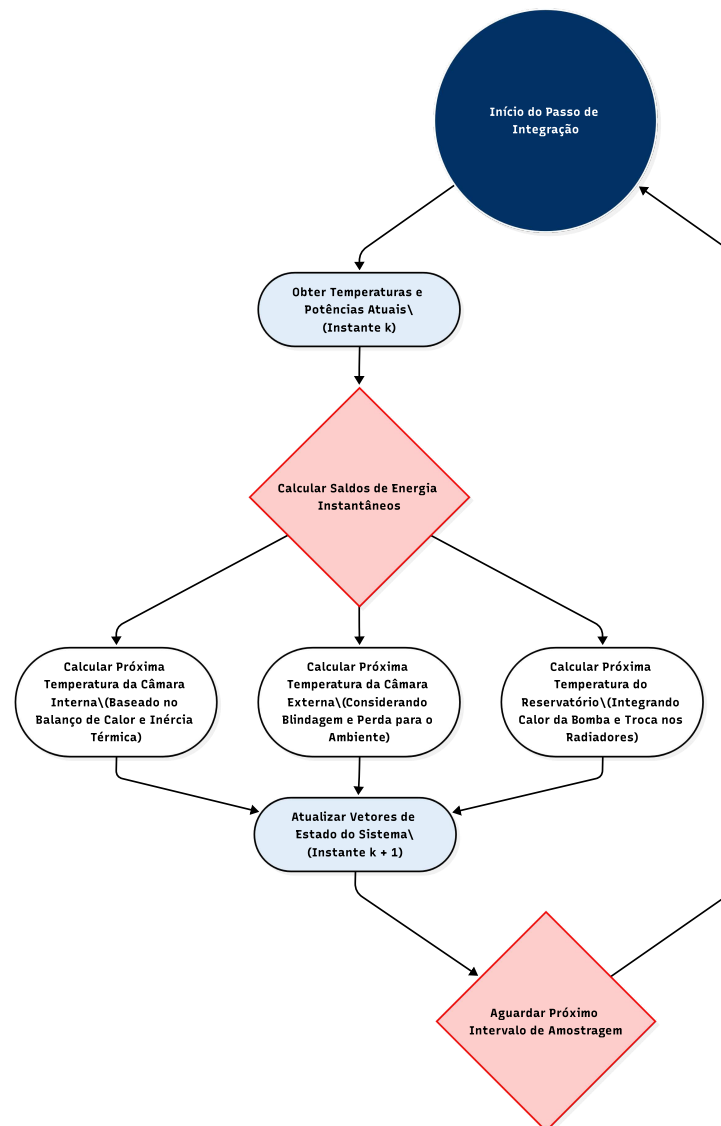 Início do Passo de
Integração
Obter Temperaturas e
Potências Atuais\
(Instante k)
Calcular Saldos de Energia
Instantâneos
Calcular Próxima
Temperatura da Câmara
Interna\(Baseado no
Balanço de Calor e Inércia
Térmica)
Calcular Próxima
Temperatura da Câmara
Externa\(Considerando
Blindagem e Perda para o
Ambiente)
Calcular Próxima
Temperatura do
Reservatório\(Integrando
Calor da Bomba e Troca nos
Radiadores)
Atualizar Vetores de
Estado do Sistema\
(Instante k + 1)
Aguardar Próximo
Intervalo de Amostragem